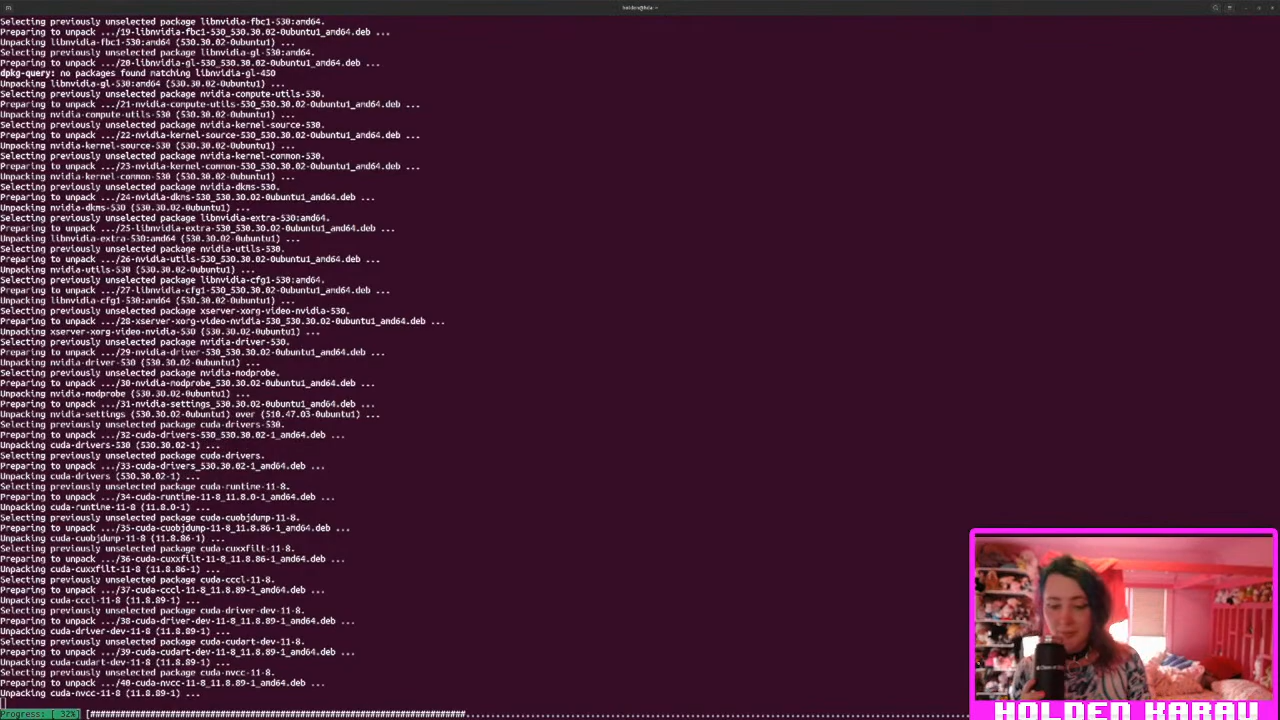 holden@hda: ~
Selecting previously unselected package libnvidia-fbc1-530:amd64.
Preparing to unpack .../19-libnvidia-fbc1-530_530.30.02-0ubuntu1_amd64.deb ...
Unpacking libnvidia-fbc1-530:amd64 (530.30.02-0ubuntu1) ...
Selecting previously unselected package libnvidia-gl-530:amd64.
Preparing to unpack .../20-libnvidia-gl-530_530.30.02-0ubuntu1_amd64.deb ...
dpkg-query: no packages found matching libnvidia-gl-450
Unpacking libnvidia-gl-530:amd64 (530.30.02-0ubuntu1) ...
Selecting previously unselected package nvidia-compute-utils-530.
Preparing to unpack .../21-nvidia-compute-utils-530_530.30.02-0ubuntu1_amd64.deb ...
Unpacking nvidia-compute-utils-530 (530.30.02-0ubuntu1) ...
Selecting previously unselected package nvidia-kernel-source-530.
Preparing to unpack .../22-nvidia-kernel-source-530_530.30.02-0ubuntu1_amd64.deb ...
Unpacking nvidia-kernel-source-530 (530.30.02-0ubuntu1) ...
Selecting previously unselected package nvidia-kernel-common-530.
Preparing to unpack .../23-nvidia-kernel-common-530_530.30.02-0ubuntu1_amd64.deb ...
Unpacking nvidia-kernel-common-530 (530.30.02-0ubuntu1) ...
Selecting previously unselected package nvidia-dkms-530.
Preparing to unpack .../24-nvidia-dkms-530_530.30.02-0ubuntu1_amd64.deb ...
Unpacking nvidia-dkms-530 (530.30.02-0ubuntu1) ...
Selecting previously unselected package libnvidia-extra-530:amd64.
Preparing to unpack .../25-libnvidia-extra-530_530.30.02-0ubuntu1_amd64.deb ...
Unpacking libnvidia-extra-530:amd64 (530.30.02-0ubuntu1) ...
Selecting previously unselected package nvidia-utils-530.
Preparing to unpack .../26-nvidia-utils-530_530.30.02-0ubuntu1_amd64.deb ...
Unpacking nvidia-utils-530 (530.30.02-0ubuntu1) ...
Selecting previously unselected package libnvidia-cfg1-530:amd64.
Preparing to unpack .../27-libnvidia-cfg1-530_530.30.02-0ubuntu1_amd64.deb ...
Unpacking libnvidia-cfg1-530:amd64 (530.30.02-0ubuntu1) ...
Selecting previously unselected package xserver-xorg-video-nvidia-530.
Preparing to unpack .../28-xserver-xorg-video-nvidia-530_530.30.02-0ubuntu1_amd64.deb ...
Unpacking xserver-xorg-video-nvidia-530 (530.30.02-0ubuntu1) ...
Selecting previously unselected package nvidia-driver-530.
Preparing to unpack .../29-nvidia-driver-530_530.30.02-0ubuntu1_amd64.deb ...
Unpacking nvidia-driver-530 (530.30.02-0ubuntu1) ...
Selecting previously unselected package nvidia-modprobe.
Preparing to unpack .../30-nvidia-modprobe_530.30.02-0ubuntu1_amd64.deb ...
Unpacking nvidia-modprobe (530.30.02-0ubuntu1) ...
Preparing to unpack .../31-nvidia-settings_530.30.02-0ubuntu1_amd64.deb ...
Unpacking nvidia-settings (530.30.02-0ubuntu1) over (510.47.03-0ubuntu1) ...
Selecting previously unselected package cuda-drivers-530.
Preparing to unpack .../32-cuda-drivers-530_530.30.02-1_amd64.deb ...
Unpacking cuda-drivers-530 (530.30.02-1) ...
Selecting previously unselected package cuda-drivers.
Preparing to unpack .../33-cuda-drivers_530.30.02-1_amd64.deb ...
Unpacking cuda-drivers (530.30.02-1) ...
Selecting previously unselected package cuda-runtime-11-8.
Preparing to unpack .../34-cuda-runtime-11-8_11.8.0-1_amd64.deb ...
Unpacking cuda-runtime-11-8 (11.8.0-1) ...
Selecting previously unselected package cuda-cuobjdump-11-8.
Preparing to unpack .../35-cuda-cuobjdump-11-8_11.8.86-1_amd64.deb ...
Unpacking cuda-cuobjdump-11-8 (11.8.86-1) ...
Selecting previously unselected package cuda-cuxxfilt-11-8.
Preparing to unpack .../36-cuda-cuxxfilt-11-8_11.8.86-1_amd64.deb ...
Unpacking cuda-cuxxfilt-11-8 (11.8.86-1) ...
Selecting previously unselected package cuda-cccl-11-8.
Preparing to unpack .../37-cuda-cccl-11-8_11.8.89-1_amd64.deb ...
Unpacking cuda-cccl-11-8 (11.8.89-1) ...
Selecting previously unselected package cuda-driver-dev-11-8.
Preparing to unpack .../38-cuda-driver-dev-11-8_11.8.89-1_amd64.deb ...
Unpacking cuda-driver-dev-11-8 (11.8.89-1) ...
Selecting previously unselected package cuda-cudart-dev-11-8.
Preparing to unpack .../39-cuda-cudart-dev-11-8_11.8.89-1_amd64.deb ...
Unpacking cuda-cudart-dev-11-8 (11.8.89-1) ...
Selecting previously unselected package cuda-nvcc-11-8.
Preparing to unpack .../40-cuda-nvcc-11-8_11.8.89-1_amd64.deb ...
Unpacking cuda-nvcc-11-8 (11.8.89-1) ...
Progress: [ 32%]
HOLDEN KARAU